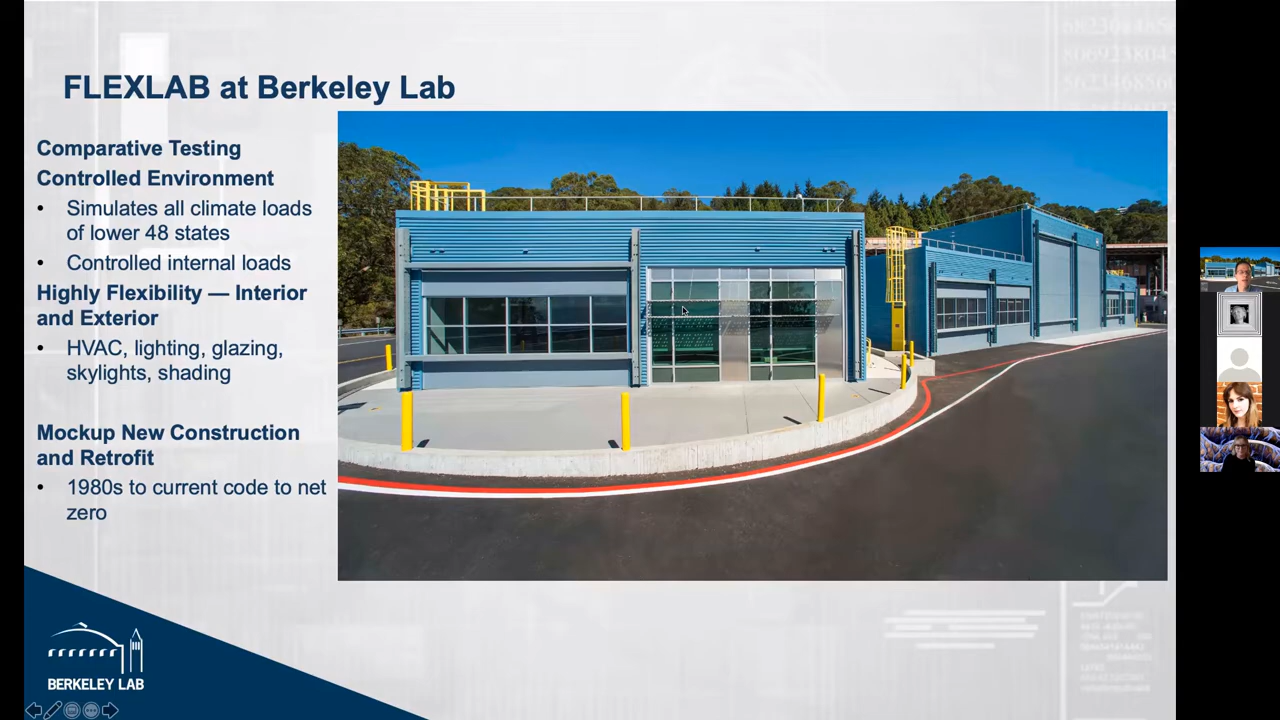 FLEXLAB at Berkeley Lab
Comparative Testing
Controlled Environment
• Simulates all climate loads
of lower 48 states
• Controlled internal loads
Highly Flexibility — Interior
and Exterior
• HVAC, lighting, glazing,
skylights, shading
Mockup New Construction
and Retrofit
• 1980s to current code to net
zero
BERKELEY LAB